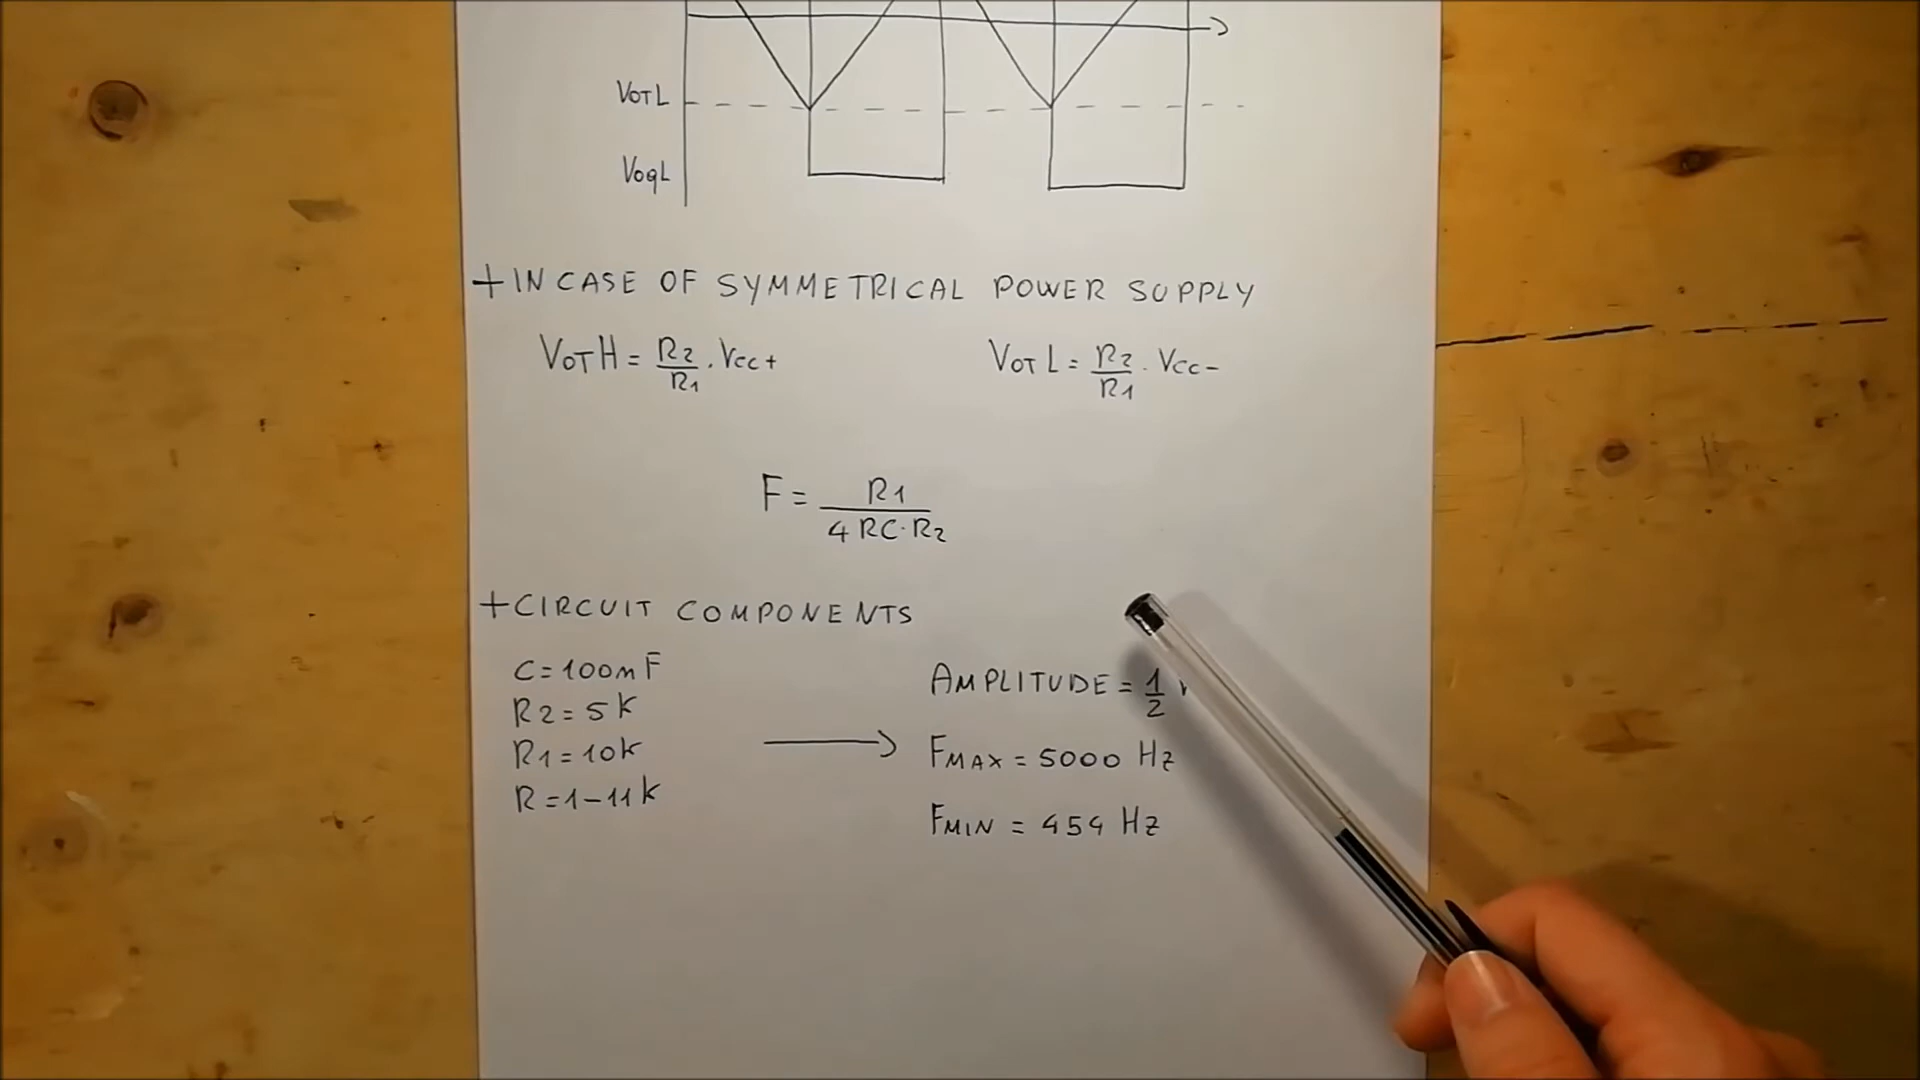 VOTL
VOQL
+ IN CASE OF SYMMETRICAL POWER SUPPLY
VOTH = R2/R1 . VCC+
VOTL = R2/R1 . VCC-
F = R1/4RC·R2
+ CIRCUIT COMPONENTS
C=100nF
R2=5K
R1=10K
R=1-11K
AMPLITUDE = 1/2
FMAX = 5000 Hz
FMIN = 454 Hz